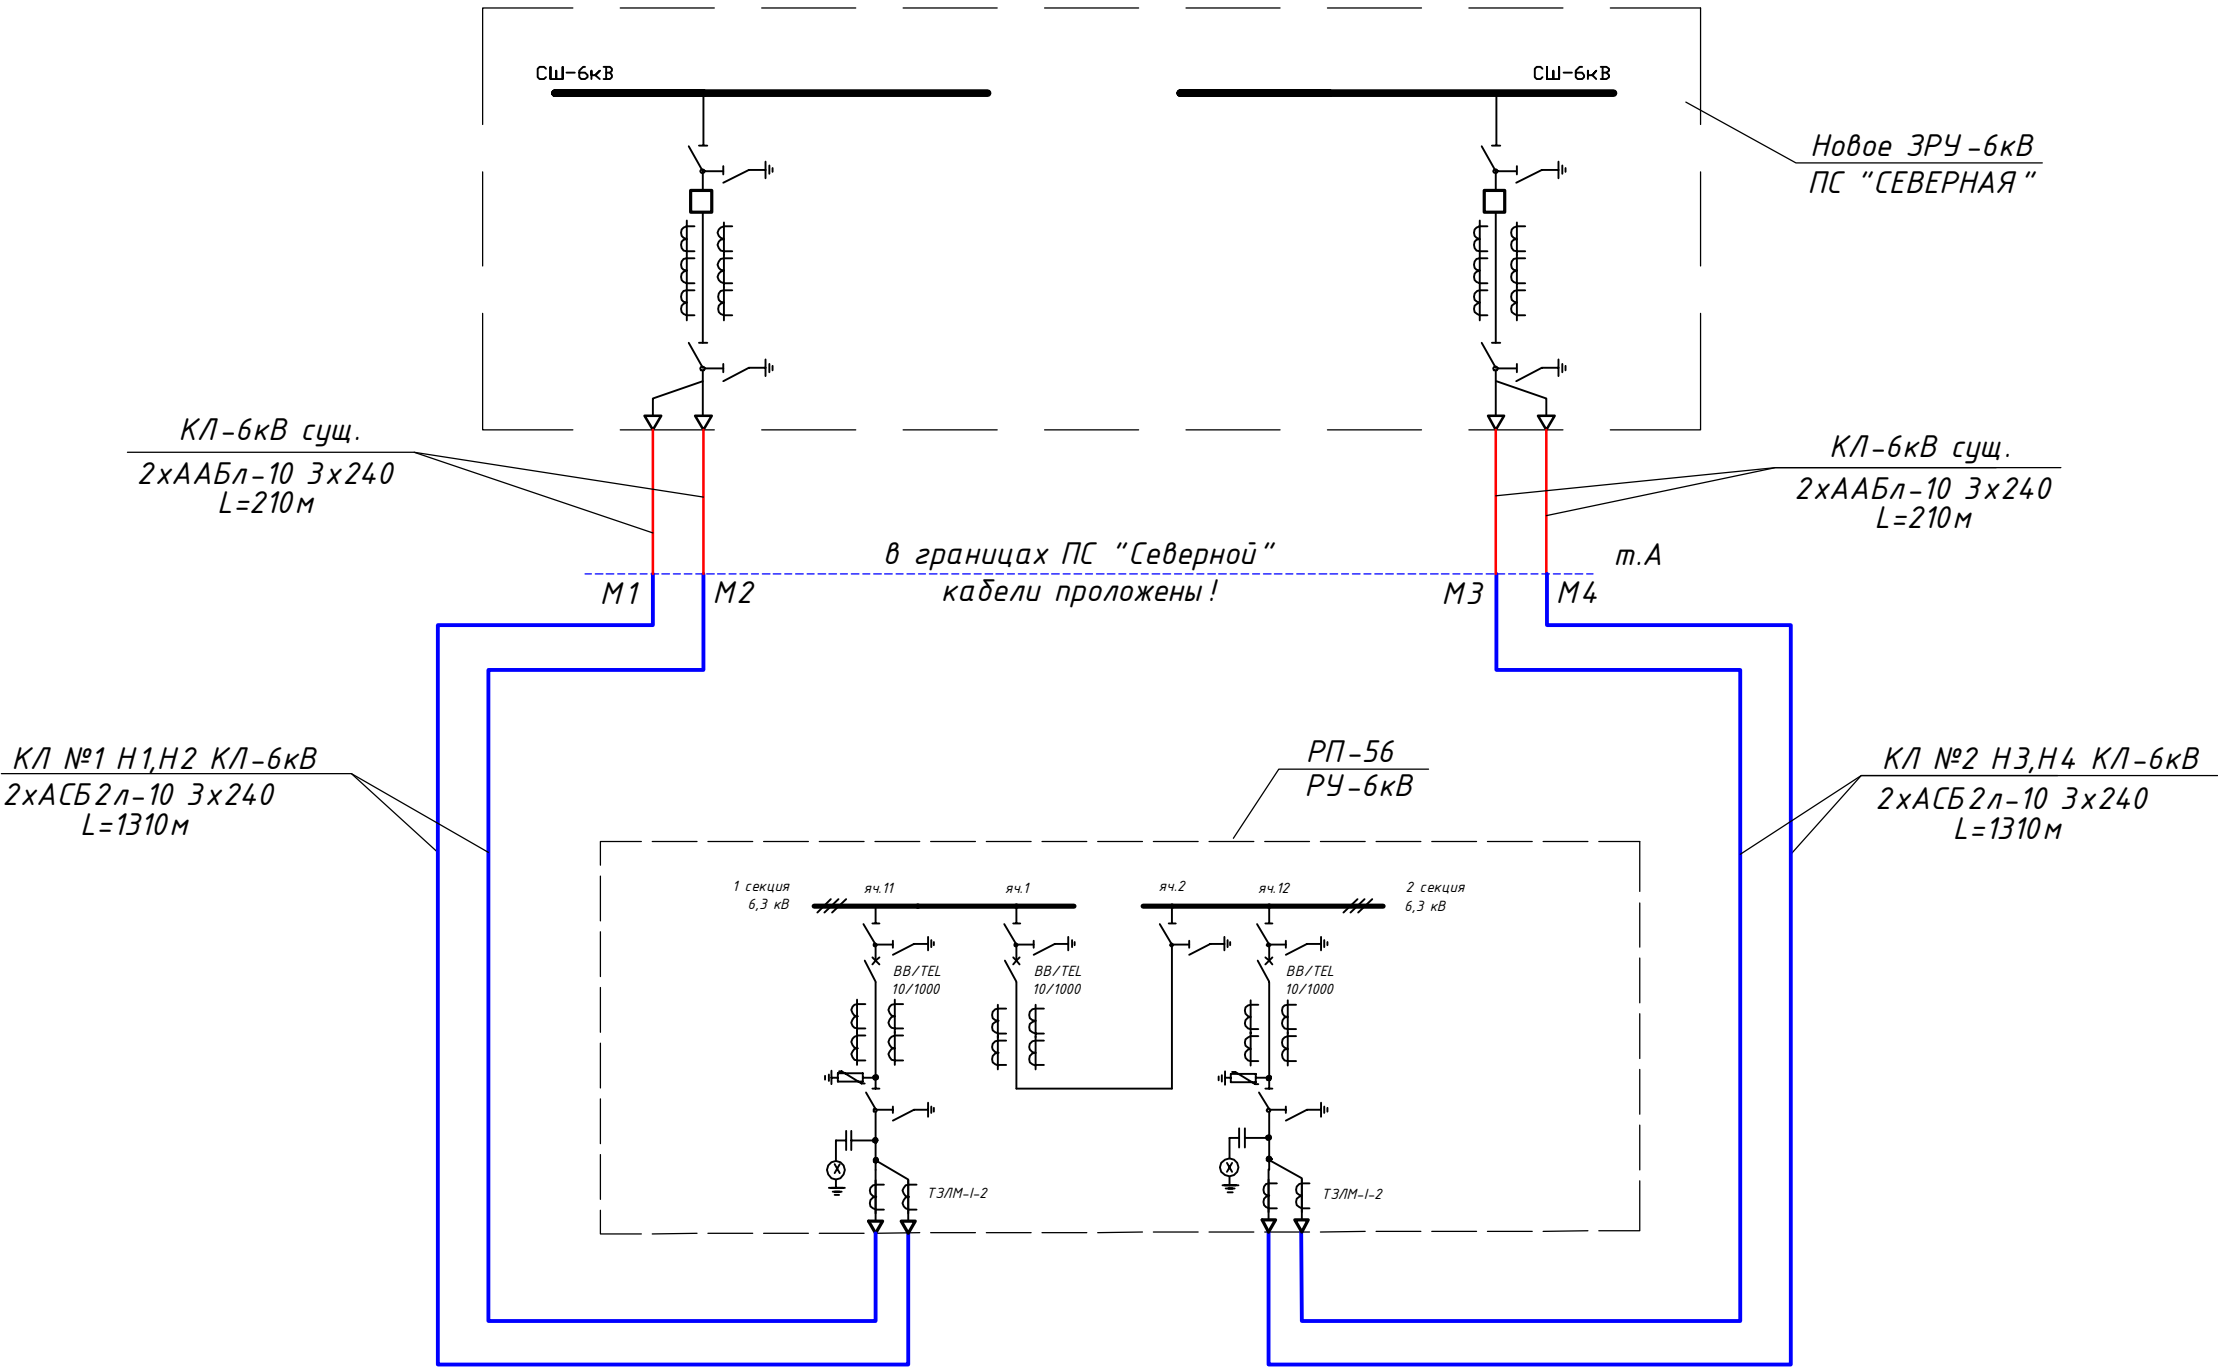 СШ-6кВ
СШ-6кВ
Новое ЗРУ-6кВ
ПС "СЕВЕРНАЯ"
КЛ-6кВ сущ.
2хААБл-10 3х240
L=210м
КЛ-6кВ сущ.
2хААБл-10 3х240
L=210м
в границах ПС "Северной"
кабели проложены!
т.А
М1
М2
М3
М4
КЛ №1 Н1,Н2 КЛ-6кВ
2хАСБ2л-10 3х240
L=1310м
РП-56
РУ-6кВ
КЛ №2 Н3,Н4 КЛ-6кВ
2хАСБ2л-10 3х240
L=1310м
1 секция
6,3 кВ
яч.11
яч.1
яч.2
яч.12
2 секция
6,3 кВ
BB/TEL
10/1000
BB/TEL
10/1000
BB/TEL
10/1000
ТЗЛМ-I-2
ТЗЛМ-I-2